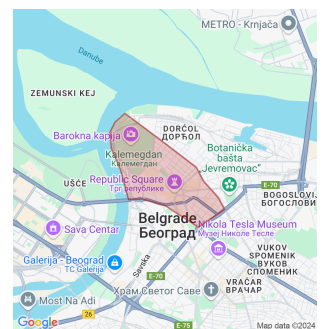 METRO - Krnjača
Danube
ZEMUNSKI KEJ
Barokna kapija
DORĆOL
ДОРЋОЛ
Kalemegdan
Калемегдан
Botanička
bašta
„Jevremovac”
Republic Square
Трг републике
UŠĆE
E-70
BOGOSLOVI
БОГОСЛОВИ
Belgrade
Београд
Nikola Tesla Museum
Музеј Николе Тесле
Sava Centar
Galerija - Beograd
TC Galerija
Savska
VUKOV
SPOMENIK
ВУКОВ
СПОМЕНИК
E-70
VRAČAR
ВРАЧАР
Храм Светог Саве
Most Na Adi
26
E-75
Google
Map data ©2024